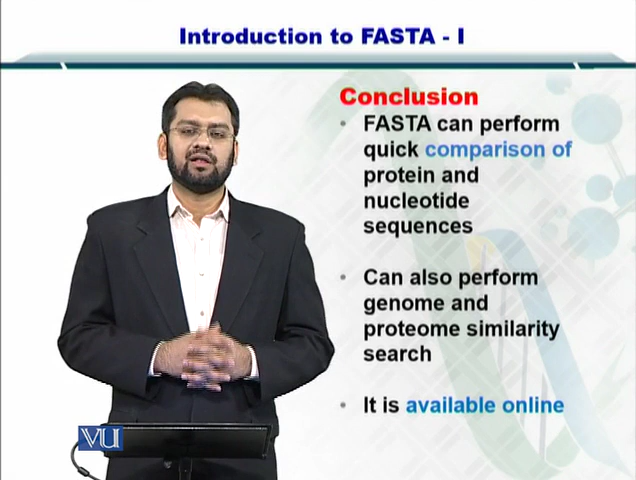 Introduction to FASTA - I
Conclusion
• FASTA can perform
quick comparison of
protein and
nucleotide
sequences
• Can also perform
genome and
proteome similarity
search
• It is available online
VU